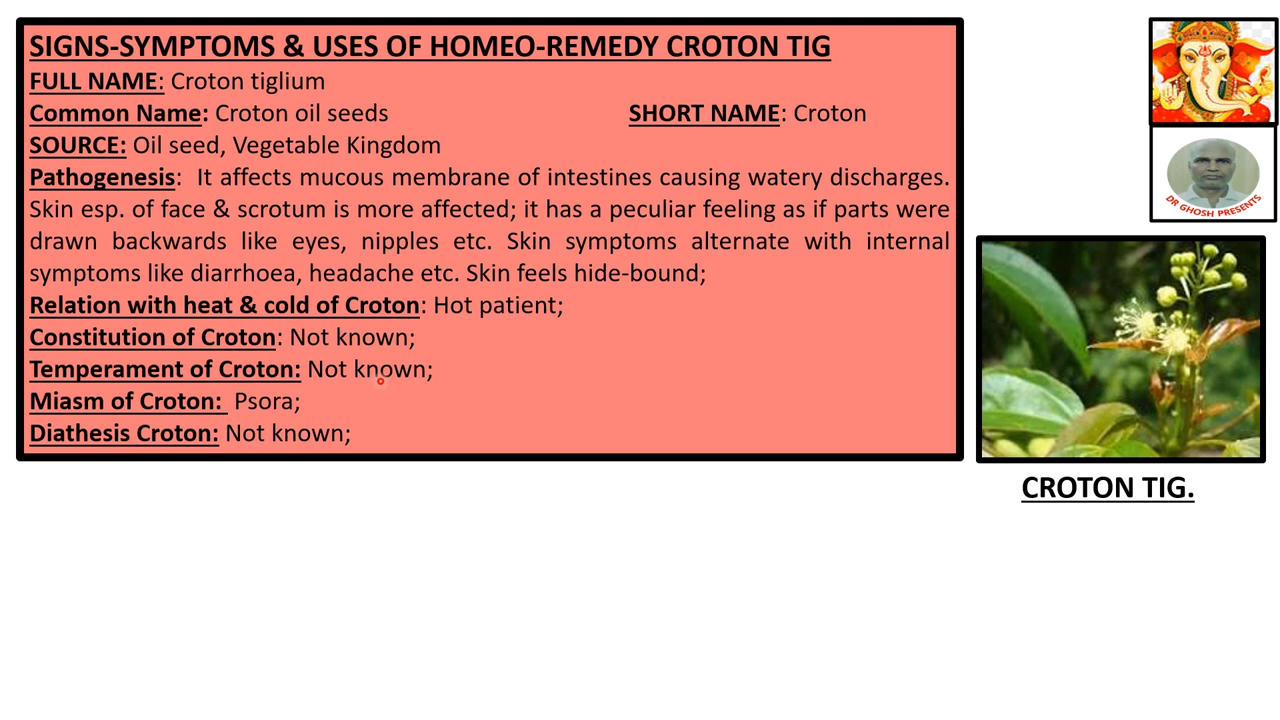 SIGNS-SYMPTOMS & USES OF HOMEO-REMEDY CROTON TIG
FULL NAME: Croton tiglium
Common Name: Croton oil seeds SHORT NAME: Croton
SOURCE: Oil seed, Vegetable Kingdom
Pathogenesis: It affects mucous membrane of intestines causing watery discharges.
Skin esp. of face & scrotum is more affected; it has a peculiar feeling as if parts were
drawn backwards like eyes, nipples etc. Skin symptoms alternate with internal
symptoms like diarrhoea, headache etc. Skin feels hide-bound;
Relation with heat & cold of Croton: Hot patient;
Constitution of Croton: Not known;
Temperament of Croton: Not known;
Miasm of Croton: Psora;
Diathesis Croton: Not known;
DR GHOSH PRESENTS
CROTON TIG.